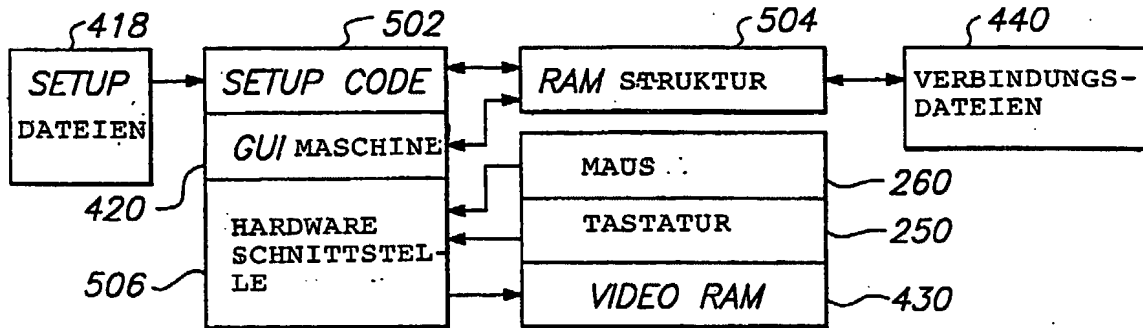 418
502
504
440
SETUP
DATEIEN
SETUP CODE
RAM STRUKTUR
VERBINDUNGS-
DATEIEN
GUI MASCHINE
420
HARDWARE
SCHNITTSTEL-
LE
506
MAUS
260
TASTATUR
250
VIDEO RAM
430